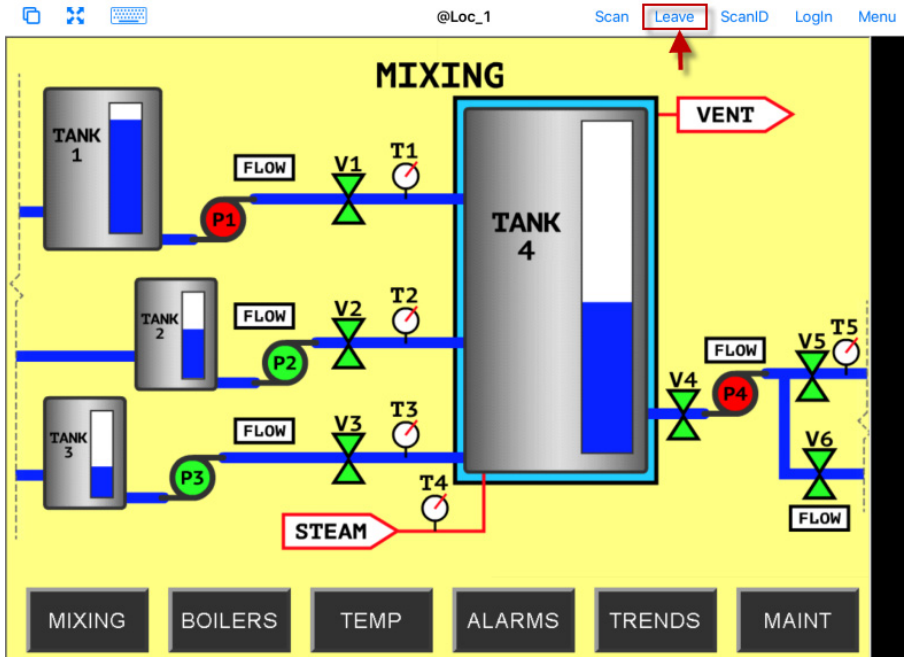 @Loc_1 Scan Leave ScanID LogIn Menu
MIXING
TANK
1
FLOW
V1
T1
P1
VENT
TANK
4
TANK
2
FLOW
V2
T2
P2
TANK
3
FLOW
V3
T3
P3
T4
STEAM
V4
P4
FLOW
V5
T5
V6
FLOW
MIXING BOILERS TEMP ALARMS TRENDS MAINT